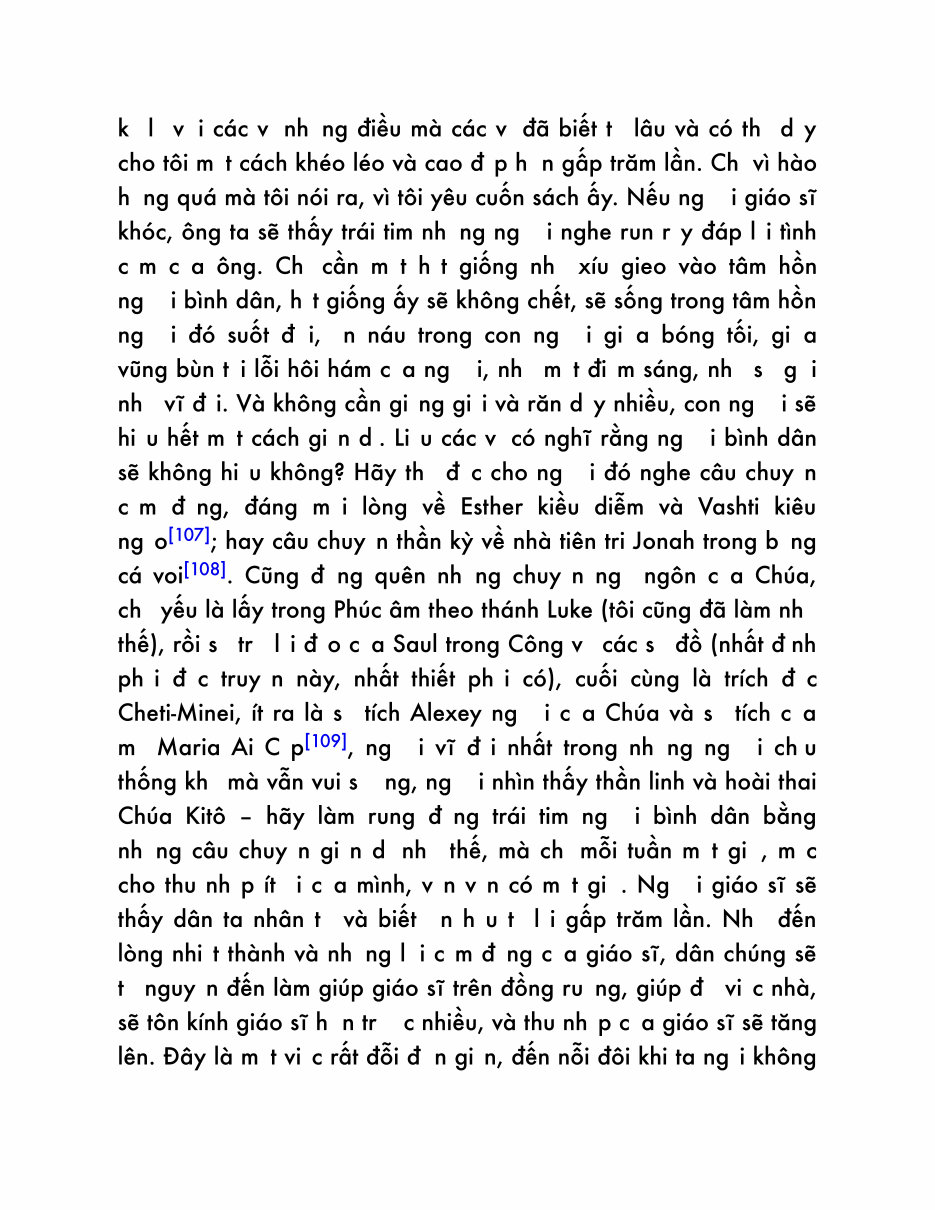 k l v i các v nh ng điều mà các v đã biết t lâu và có th d y
cho tôi m t cách khéo léo và cao đ p h n gấp trăm lần. Ch vì hào
h ng quá mà tôi nói ra, vì tôi yêu cuốn sách ấy. Nếu ng i giáo sĩ
khóc, ông ta sẽ thấy trái tim nh ng ng i nghe run r y đáp l i tình
c m c a ông. Ch cần m t h t giống nh xíu gieo vào tâm hồn
ng i bình dân, h t giống ấy sẽ không chết, sẽ sống trong tâm hồn
ng i đó suốt đ i, n náu trong con ng i gi a bóng tối, gi a
vũng bùn t i lỗi hôi hám c a ng i, nh m t đi m sáng, nh s g i
nh vĩ đ i. Và không cần gi ng gi i và răn d y nhiều, con ng i sẽ
hi u hết m t cách gi n d . Li u các v có nghĩ rằng ng i bình dân
sẽ không hi u không? Hãy th đ c cho ng i đó nghe câu chuy n
c m đ ng, đáng m i lòng về Esther kiều diễm và Vashti kiêu
ng o[107]; hay câu chuy n thần kỳ về nhà tiên tri Jonah trong b ng
cá voi[108]. Cũng đ ng quên nh ng chuy n ng ngôn c a Chúa,
ch yếu là lấy trong Phúc âm theo thánh Luke (tôi cũng đã làm nh
thế), rồi s tr l i đ o c a Saul trong Công v các s đồ (nhất đ nh
ph i đ c truy n này, nhất thiết ph i có), cuối cùng là trích đ c
Cheti-Minei, ít ra là s tích Alexey ng i c a Chúa và s tích c a
m Maria Ai C p[109], ng i vĩ đ i nhất trong nh ng ng i ch u
thống kh mà vẫn vui s ng, ng i nhìn thấy thần linh và hoài thai
Chúa Kitô – hãy làm rung đ ng trái tim ng i bình dân bằng
nh ng câu chuy n gi n d nh thế, mà ch mỗi tuần m t gi , m c
cho thu nh p ít i c a mình, v n v n có m t gi . Ng i giáo sĩ sẽ
thấy dân ta nhân t và biết n h u t l i gấp trăm lần. Nh đến
lòng nhi t thành và nh ng l i c m đ ng c a giáo sĩ, dân chúng sẽ
t nguy n đến làm giúp giáo sĩ trên đồng ru ng, giúp đ vi c nhà,
sẽ tôn kính giáo sĩ h n tr c nhiều, và thu nh p c a giáo sĩ sẽ tăng
lên. Đây là m t vi c rất đỗi đ n gi n, đến nỗi đôi khi ta ng i không